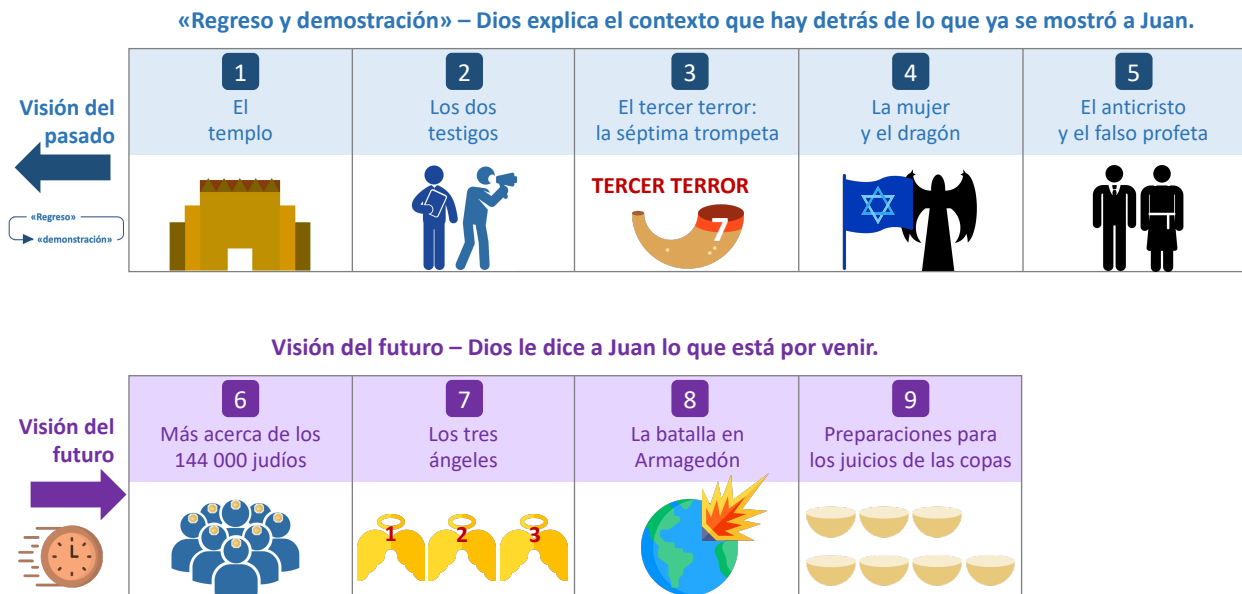 «Regreso y demostración» – Dios explica el contexto que hay detrás de lo que ya se mostró a Juan.
Visión del
pasado
«Regreso»
«demonstración»
1
El
templo
2
Los dos
testigos
3
El tercer terror:
la séptima trompeta
4
La mujer
y el dragón
5
El anticristo
y el falso profeta
TERCER TERROR
7
Visión del futuro – Dios le dice a Juan lo que está por venir.
Visión del
futuro
6
Más acerca de los
144 000 judíos
7
Los tres
ángeles
8
La batalla en
Armagedón
9
Preparaciones para
los juicios de las copas
1
2
3